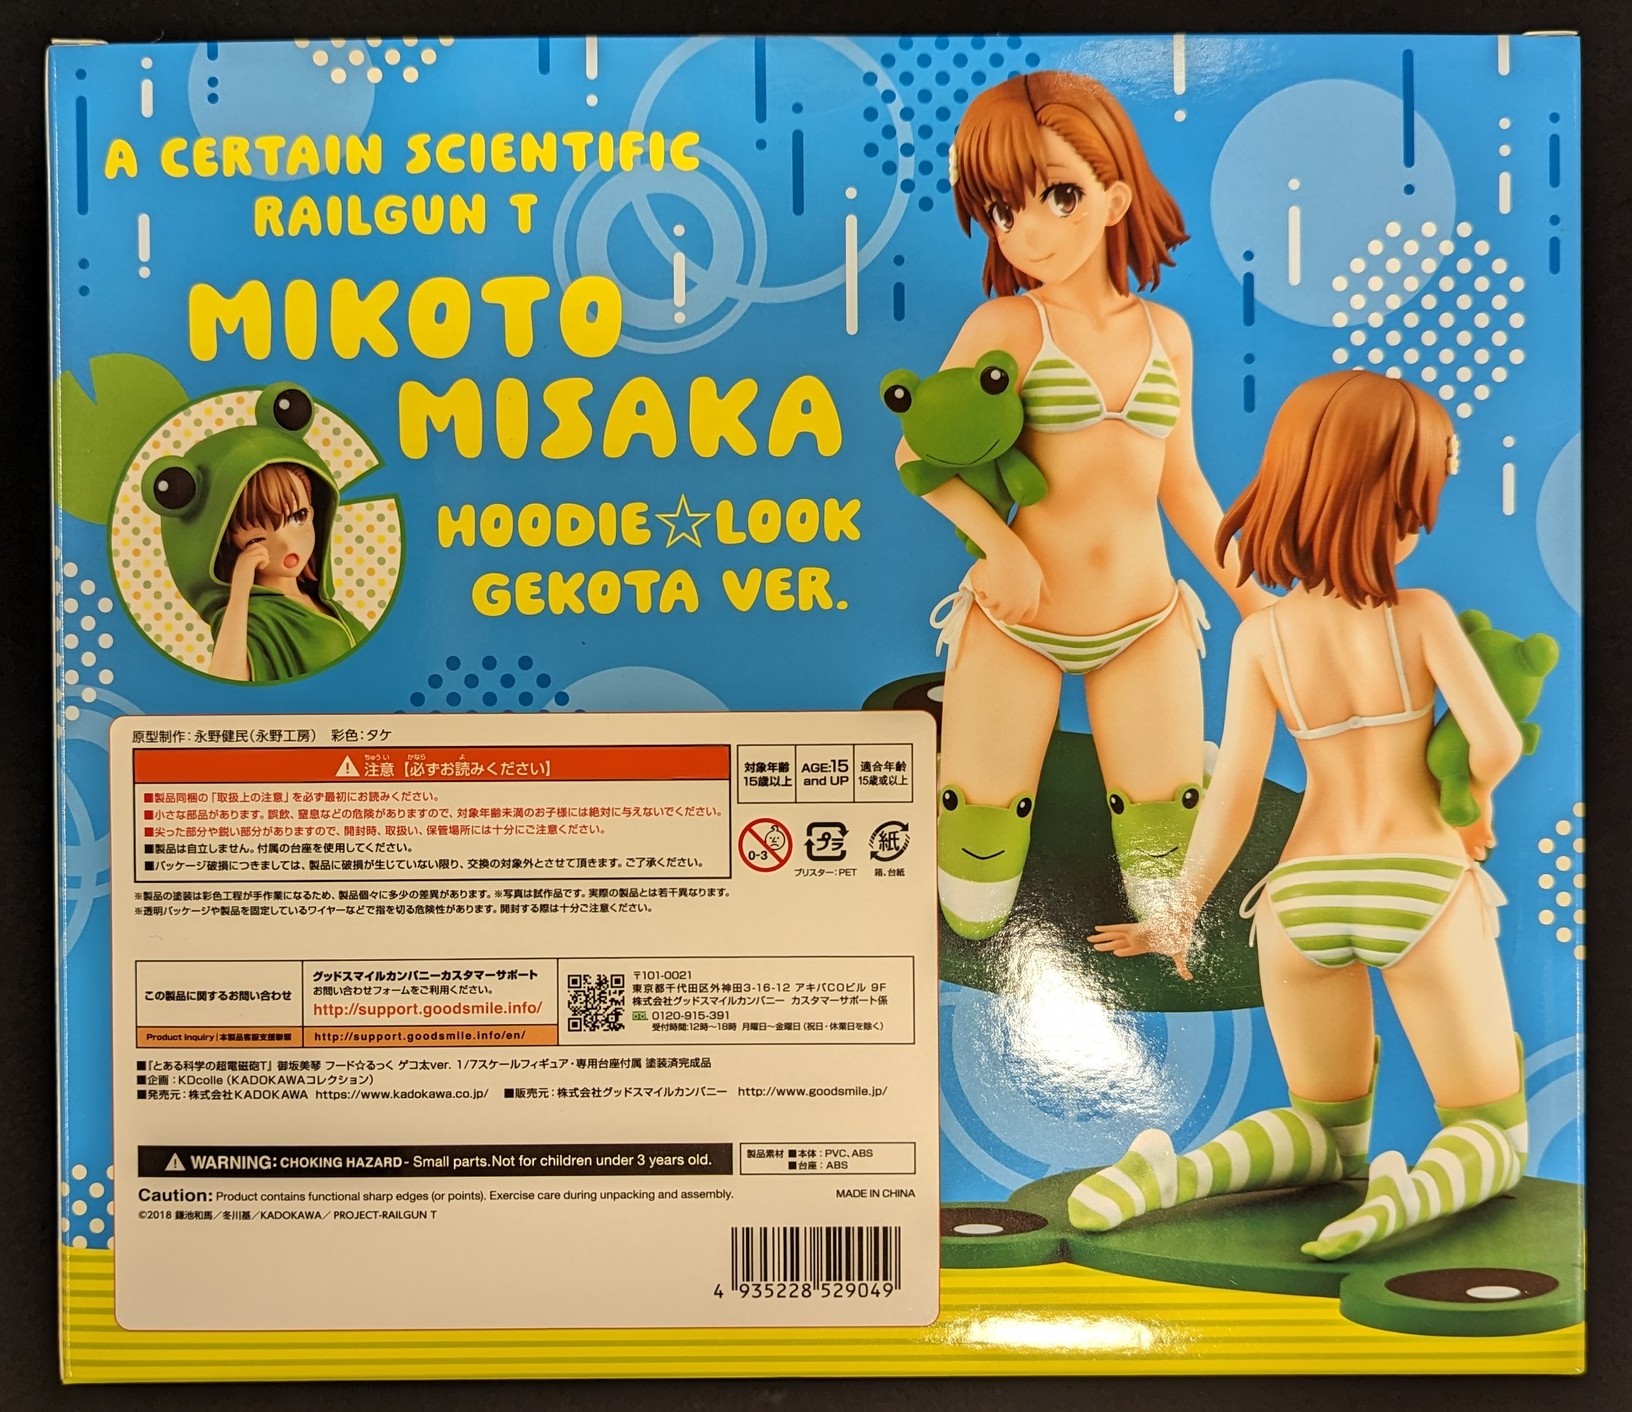 A CERTAIN SCIENTIFIC
RAILGUN T
MIKOTO
MISAKA
HOODIE☆LOOK
GEKOTA VER.
原型制作：永野健民（永野工房）　彩色：タケ
ちゅうい　かなら　よ
注意【必ずお読みください】
■製品同梱の「取扱上の注意」を必ず最初にお読みください。
■小さな部品があります。誤飲、窒息などの危険がありますので、対象年齢未満のお子様には絶対に与えないでください。
■尖った部分や鋭い部分がありますので、開封時、取扱い、保管場所には十分にご注意ください。
■製品は自立しません。付属の台座を使用してください。
■パッケージ破損につきましては、製品に破損が生じていない限り、交換の対象外とさせて頂きます。ご了承ください。
対象年齢
15歳以上
AGE:15
and UP
適合年齢
15歳或以上
0-3
プラ
紙
ブリスター：PET
箱、台紙
※製品の塗装は彩色工程が手作業になるため、製品個々に多少の差異があります。※写真は試作品です。実際の製品とは若干異なります。
※透明パッケージや製品を固定しているワイヤーなどで指を切る危険性があります。開封する際は十分ご注意ください。
この製品に関するお問い合わせ
グッドスマイルカンパニーカスタマーサポート
お問い合わせフォームをご利用ください。
http://support.goodsmile.info/
Product Inquiry|本製品客服支援聯繫
http://support.goodsmile.info/en/
〒101-0021
東京都千代田区外神田3-16-12 アキバCOビル 9F
株式会社グッドスマイルカンパニー カスタマーサポート係
0120-915-391
受付時間：12時～18時 月曜日～金曜日（祝日・休業日を除く）
■『とある科学の超電磁砲T』 御坂美琴 フード☆るっく ゲコ太ver. 1/7スケールフィギュア・専用台座付属 塗装済完成品
■企画：KDcolle（KADOKAWAコレクション）
■発売元：株式会社KADOKAWA https://www.kadokawa.co.jp/　■販売元：株式会社グッドスマイルカンパニー　http://www.goodsmile.jp/
WARNING: CHOKING HAZARD- Small parts.Not for children under 3 years old.
製品素材 ■本体：PVC、ABS
■台座：ABS
Caution: Product contains functional sharp edges (or points). Exercise care during unpacking and assembly.
MADE IN CHINA
©2018 鎌池和馬／冬川基／KADOKAWA／ PROJECT-RAILGUN T
4 935228 529049